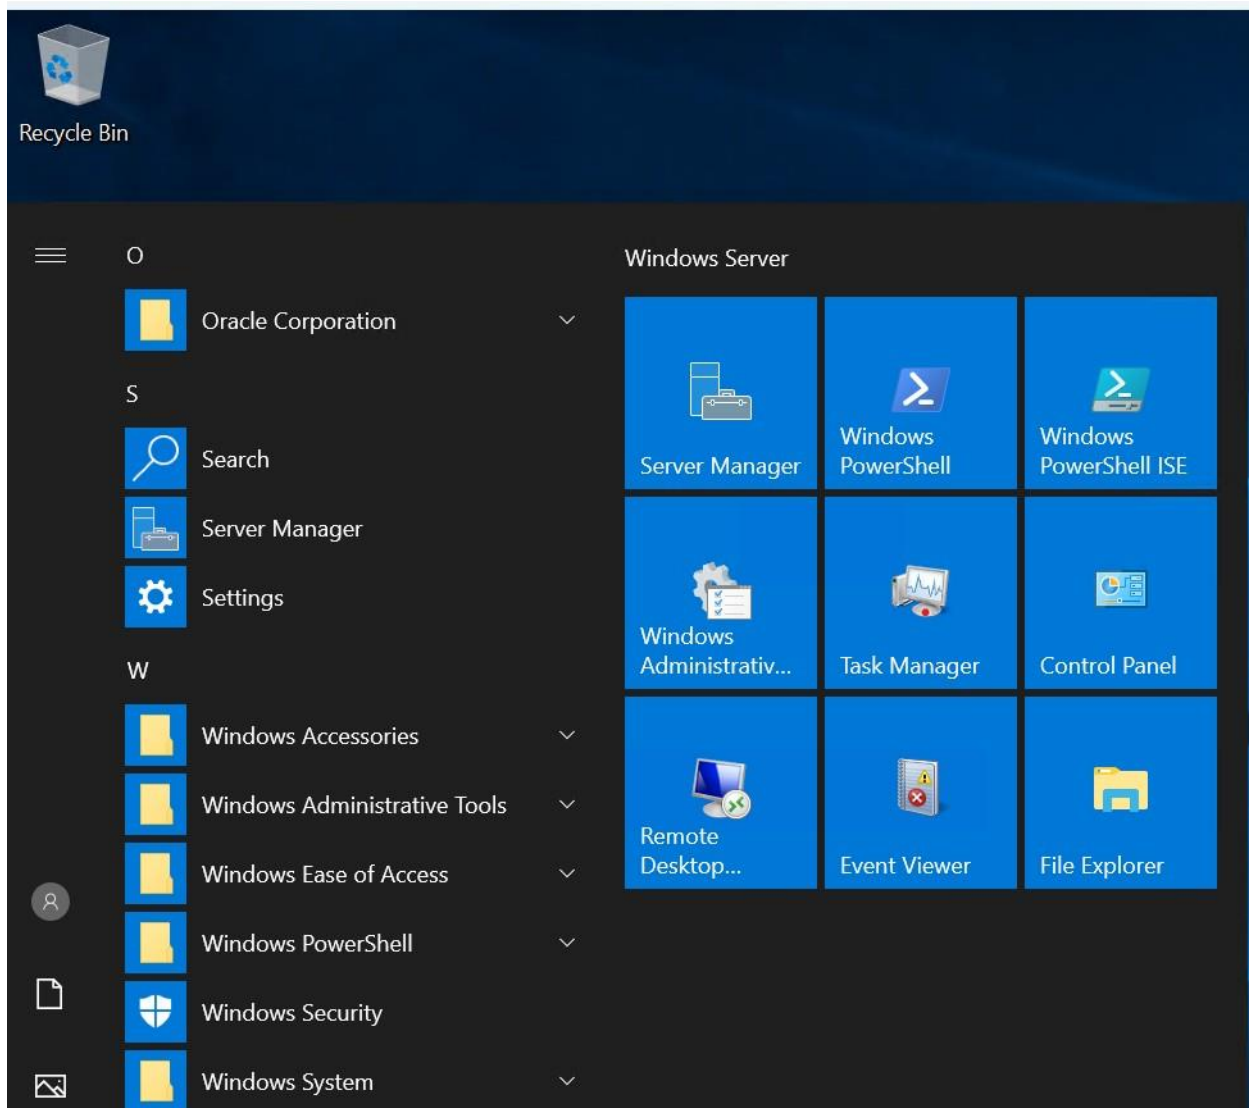 Recycle Bin
O
Oracle Corporation
S
Search
Server Manager
Settings
W
Windows Accessories
Windows Administrative Tools
Windows Ease of Access
Windows PowerShell
Windows Security
Windows System
Windows Server
Server Manager
Windows
PowerShell
Windows
PowerShell ISE
Windows
Administrativ...
Task Manager
Control Panel
Remote
Desktop...
Event Viewer
File Explorer